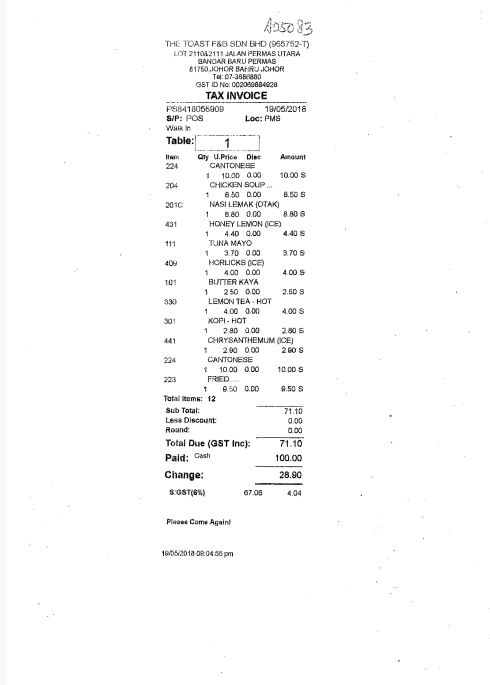 A05083
THE TOAST F&B SDN BHD (965752-T)
LOT 2110&2111 JALAN PERMAS UTARA
BANDAR BARU PERMAS
81750,JOHOR BAHRU JOHOR
Tel: 07-3886880
GST ID No: 002069684928
TAX INVOICE
PS8418056909 19/05/2018
S/P: POS Loc: PMS
Walk In
Table: 1
Item Qty U.Price Disc Amount
224 CANTONESE
1 10.00 0.00 10.00 S
204 CHICKEN SOUP ...
1 8.50 0.00 8.50 S
201C NASI LEMAK (OTAK)
1 8.80 0.00 8.80 S
431 HONEY LEMON (ICE)
1 4.40 0.00 4.40 S
111 TUNA MAYO
1 3.70 0.00 3.70 S
409 HORLICKS (ICE)
1 4.00 0.00 4.00 S
101 BUTTER KAYA
1 2.50 0.00 2.50 S
330 LEMON TEA - HOT
1 4.00 0.00 4.00 S
301 KOPI - HOT
1 2.80 0.00 2.80 S
441 CHRYSANTHEMUM (ICE)
1 2.90 0.00 2.90 S
224 CANTONESE
1 10.00 0.00 10.00 S
223 FRIED.....
1 9.50 0.00 9.50 S
Total Items: 12
Sub Total: 71.10
Less Discount: 0.00
Round: 0.00
Total Due (GST Inc): 71.10
Paid: Cash 100.00
Change: 28.90
S:GST(6%) 67.06 4.04
Please Come Again!
19/05/2018 09:04:56 pm